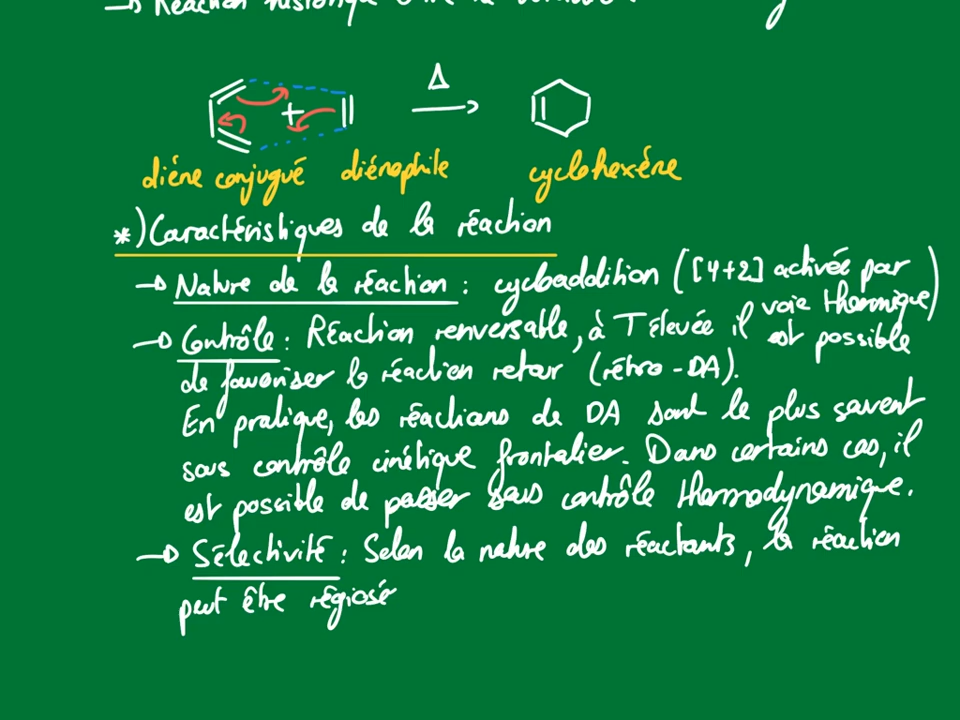 → Réaction
Δ
+
diéne conjugué diénophile cyclohexéne
*) Caractéristiques de la réaction
→ Nature de la réaction : cycloaddition ([4+2] activée par
voie thermique)
→ Contrôle : Réaction renversable, à T élevée il est possible
de favoriser la réaction retour (rétro-DA).
En pratique, les réactions de DA sont le plus souvent
sous contrôle cinétique frontalier. Dans certains cas, il
est possible de passer sous contrôle thermodynamique.
→ Sélectivité : Selon la nature des réactants, la réaction
peut être régiosé